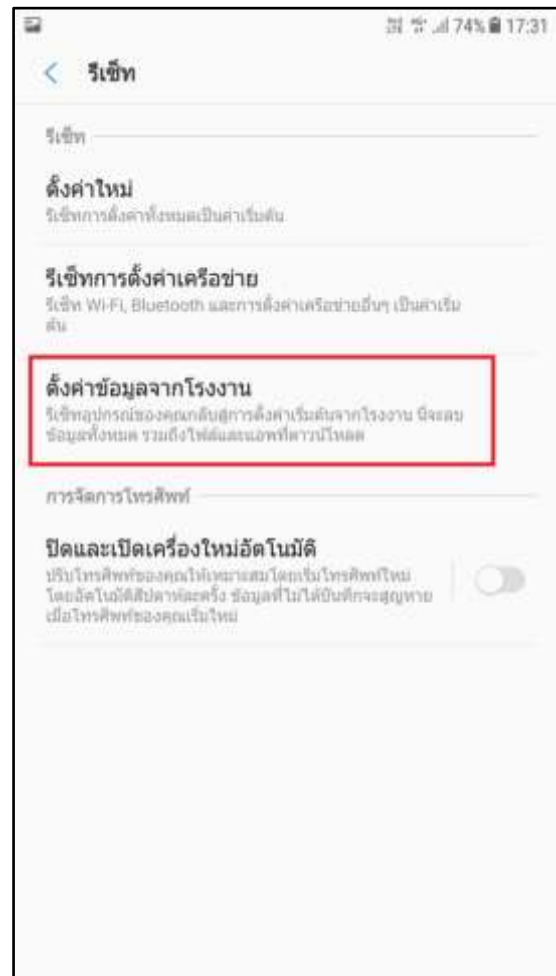 74% 17:31
รีเซ็ท
รีเซ็ท
ตั้งค่าใหม่
รีเซ็ทการตั้งค่าทั้งหมดเป็นค่าเริ่มต้น
รีเซ็ทการตั้งค่าเครือข่าย
รีเซ็ท Wi-Fi, Bluetooth และการตั้งค่าเครือข่ายอื่นๆ เป็นค่าเริ่ม
ต้น
ตั้งค่าข้อมูลจากโรงงาน
รีเซ็ทอุปกรณ์ของคุณกลับสู่การตั้งค่าเริ่มต้นจากโรงงาน นี่จะลบ
ข้อมูลทั้งหมด รวมถึงไฟล์และแอพที่ดาวน์โหลด
การจัดการโทรศัพท์
ปิดและเปิดเครื่องใหม่อัตโนมัติ
ปรับโทรศัพท์ของคุณให้เหมาะสมโดยเริ่มโทรศัพท์ใหม่
โดยอัตโนมัติสัปดาห์ละครั้ง ข้อมูลที่ไม่ได้บันทึกจะสูญหาย
เมื่อโทรศัพท์ของคุณเริ่มใหม่